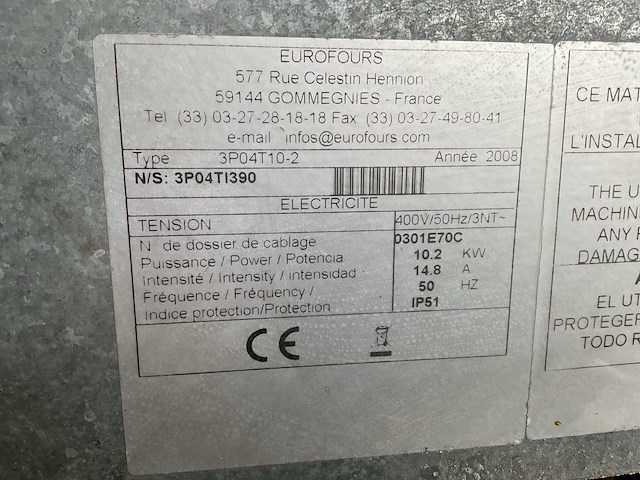 EUROFOURS
577 Rue Celestin Hennion
59144 GOMMEGNIES - France
Tel (33) 03-27-28-18-18 Fax (33) 03-27-49-80-41
e-mail infos@eurofours.com
Type 3P04T10-2 Année 2008
N/S: 3P04TI390
ELECTRICITE
TENSION 400V/50Hz/3NT~
N° de dossier de cablage 0301E70C
Puissance / Power / Potencia 10.2 KW
Intensité / Intensity / intensidad 14.8 A
Fréquence / Fréquency / 50 HZ
Indice protection/Protection IP51
CE
CE MAT
L'INSTAL
THE U
MACHIN
ANY F
DAMAG
A
EL UT
PROTEGER
TODO R